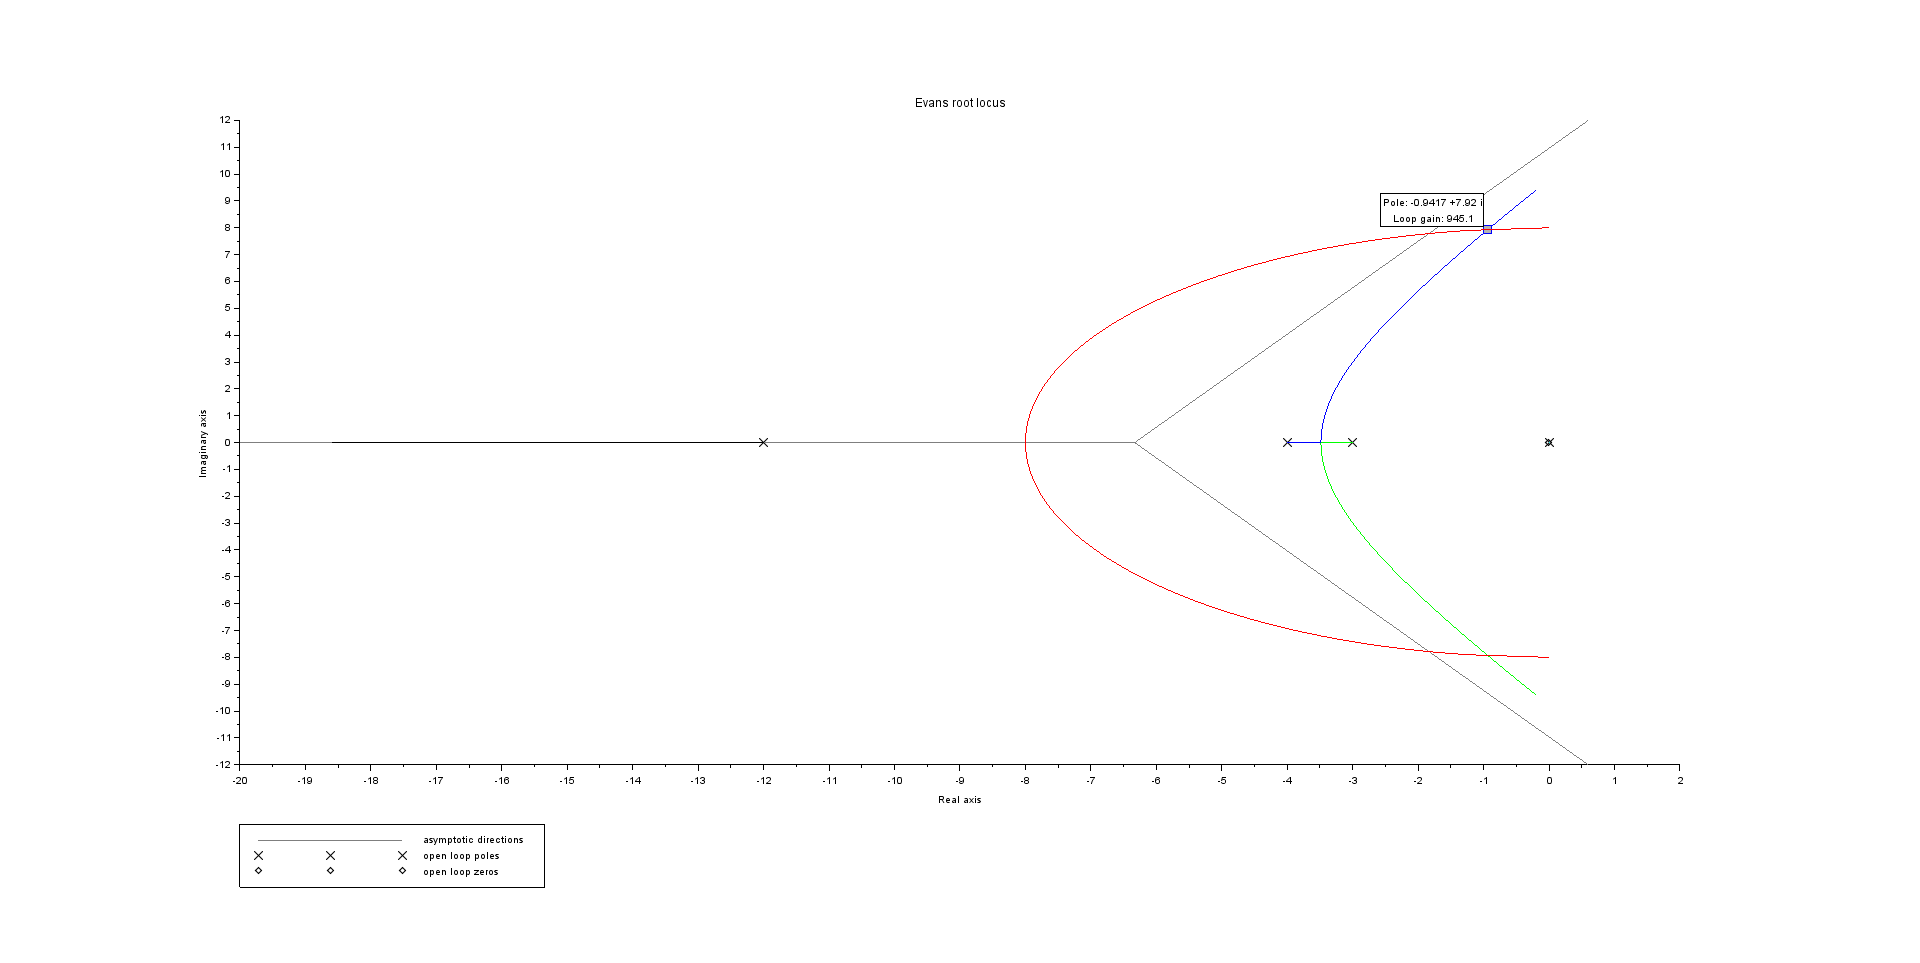 Evans root locus
12
11
10
9
8
7
6
5
4
3
2
1
0
-1
-2
-3
-4
-5
-6
-7
-8
-9
-10
-11
-12
Imaginary axis
Pole: -0.9417 +7.92 i
Loop gain: 945.1
-20 -19 -18 -17 -16 -15 -14 -13 -12 -11 -10 -9 -8 -7 -6 -5 -4 -3 -2 -1 0 1 2
Real axis
asymptotic directions
open loop poles
open loop zeros